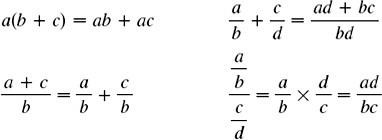 a(b + c) = ab + ac
a/b + c/d = (ad + bc)/bd
(a + c)/b = a/b + c/b
(a/b)/(c/d) = a/b × d/c = ad/bc